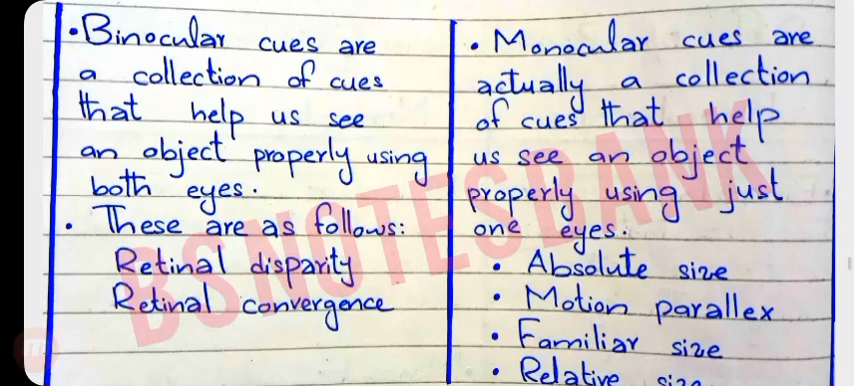 •Binocular cues are
a collection of cues
that help us see
an object properly using
both eyes.
• These are as follows:
Retinal disparity
Retinal convergence
• Monocular cues are
actually a collection
of cues that help
us see an object
properly using just
one eyes.
• Absolute size
• Motion parallex
• Familiar size
• Relative size
BSNOTESBANK